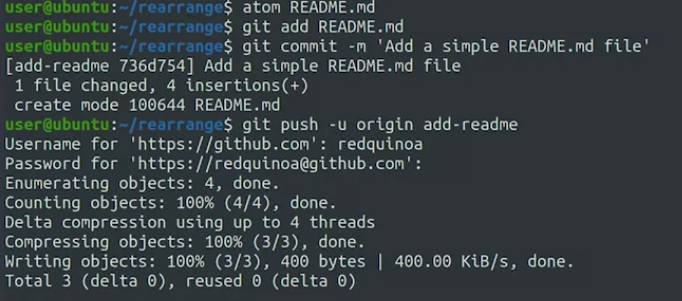 user@ubuntu:~/rearrange$ atom README.md
user@ubuntu:~/rearrange$ git add README.md
user@ubuntu:~/rearrange$ git commit -m 'Add a simple README.md file'
[add-readme 736d754] Add a simple README.md file
 1 file changed, 4 insertions(+)
 create mode 100644 README.md
user@ubuntu:~/rearrange$ git push -u origin add-readme
Username for 'https://github.com': redquinoa
Password for 'https://redquinoa@github.com':
Enumerating objects: 4, done.
Counting objects: 100% (4/4), done.
Delta compression using up to 4 threads
Compressing objects: 100% (3/3), done.
Writing objects: 100% (3/3), 400 bytes | 400.00 KiB/s, done.
Total 3 (delta 0), reused 0 (delta 0)